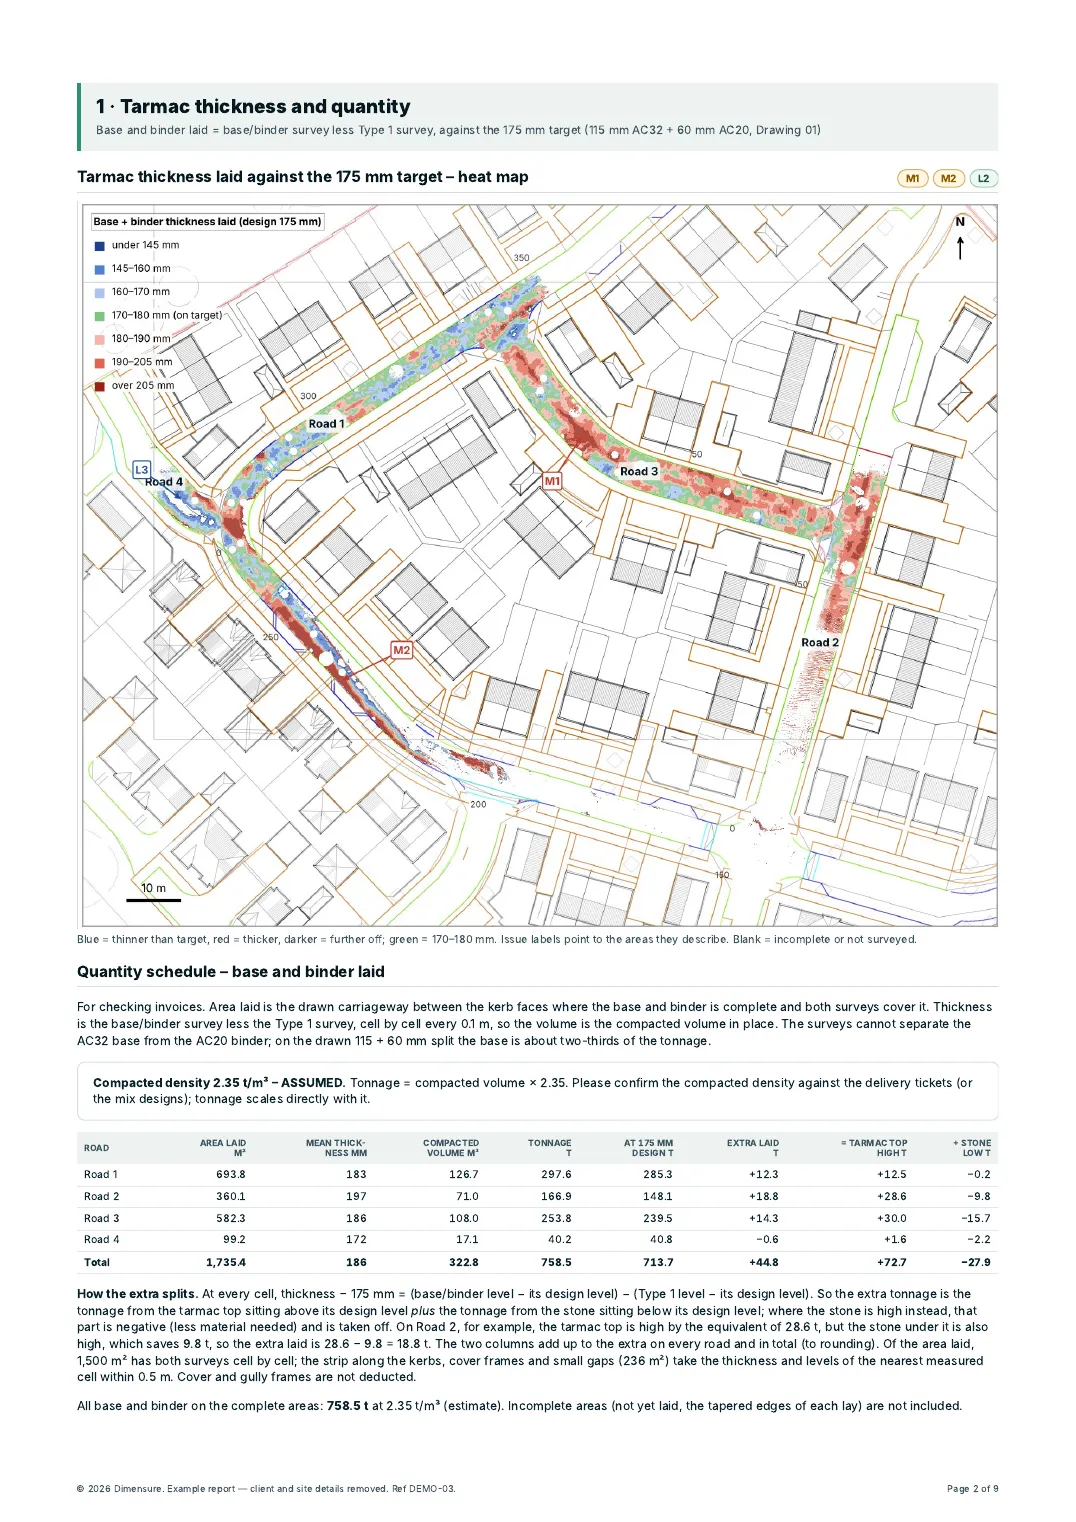 1 · Tarmac thickness and quantity
Base and binder laid = base/binder survey less Type 1 survey, against the 175 mm target (115 mm AC32 + 60 mm AC20, Drawing 01)
Tarmac thickness laid against the 175 mm target – heat map
M1 M2 L2
Base + binder thickness laid (design 175 mm)
under 145 mm
145–160 mm
160–170 mm
170–180 mm (on target)
180–190 mm
190–205 mm
over 205 mm
N
350
300
Road 1
L3
Road 4
M1
Road 3
50
0
50
250
M2
Road 2
200
0
150
10 m
Blue = thinner than target, red = thicker, darker = further off; green = 170–180 mm. Issue labels point to the areas they describe. Blank = incomplete or not surveyed.
Quantity schedule – base and binder laid
For checking invoices. Area laid is the drawn carriageway between the kerb faces where the base and binder is complete and both surveys cover it. Thickness
is the base/binder survey less the Type 1 survey, cell by cell every 0.1 m, so the volume is the compacted volume in place. The surveys cannot separate the
AC32 base from the AC20 binder; on the drawn 115 + 60 mm split the base is about two-thirds of the tonnage.
Compacted density 2.35 t/m³ – ASSUMED. Tonnage = compacted volume × 2.35. Please confirm the compacted density against the delivery tickets (or
the mix designs); tonnage scales directly with it.
ROAD AREA LAID M² MEAN THICK-NESS MM COMPACTED VOLUME M³ TONNAGE T AT 175 MM DESIGN T EXTRA LAID T = TARMAC TOP HIGH T + STONE LOW T
Road 1 693.8 183 126.7 297.6 285.3 +12.3 +12.5 −0.2
Road 2 360.1 197 71.0 166.9 148.1 +18.8 +28.6 −9.8
Road 3 582.3 186 108.0 253.8 239.5 +14.3 +30.0 −15.7
Road 4 99.2 172 17.1 40.2 40.8 −0.6 +1.6 −2.2
Total 1,735.4 186 322.8 758.5 713.7 +44.8 +72.7 −27.9
How the extra splits. At every cell, thickness − 175 mm = (base/binder level − its design level) − (Type 1 level − its design level). So the extra tonnage is the
tonnage from the tarmac top sitting above its design level plus the tonnage from the stone sitting below its design level; where the stone is high instead, that
part is negative (less material needed) and is taken off. On Road 2, for example, the tarmac top is high by the equivalent of 28.6 t, but the stone under it is also
high, which saves 9.8 t, so the extra laid is 28.6 − 9.8 = 18.8 t. The two columns add up to the extra on every road and in total (to rounding). Of the area laid,
1,500 m² has both surveys cell by cell; the strip along the kerbs, cover frames and small gaps (236 m²) take the thickness and levels of the nearest measured
cell within 0.5 m. Cover and gully frames are not deducted.
All base and binder on the complete areas: 758.5 t at 2.35 t/m³ (estimate). Incomplete areas (not yet laid, the tapered edges of each lay) are not included.
© 2026 Dimensure. Example report — client and site details removed. Ref DEMO-03.
Page 2 of 9